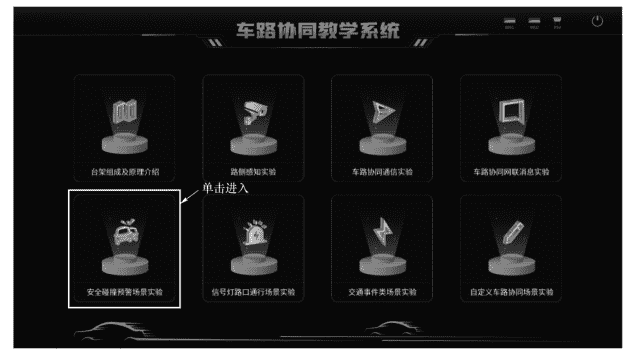 车路协同教学系统
台架组成及原理介绍
路侧感知实验
车路协同通信实验
车路协同网联消息实验
单击进入
安全碰撞预警场景实验
信号灯路口通行场景实验
交通事件类场景实验
自定义车路协同场景实验